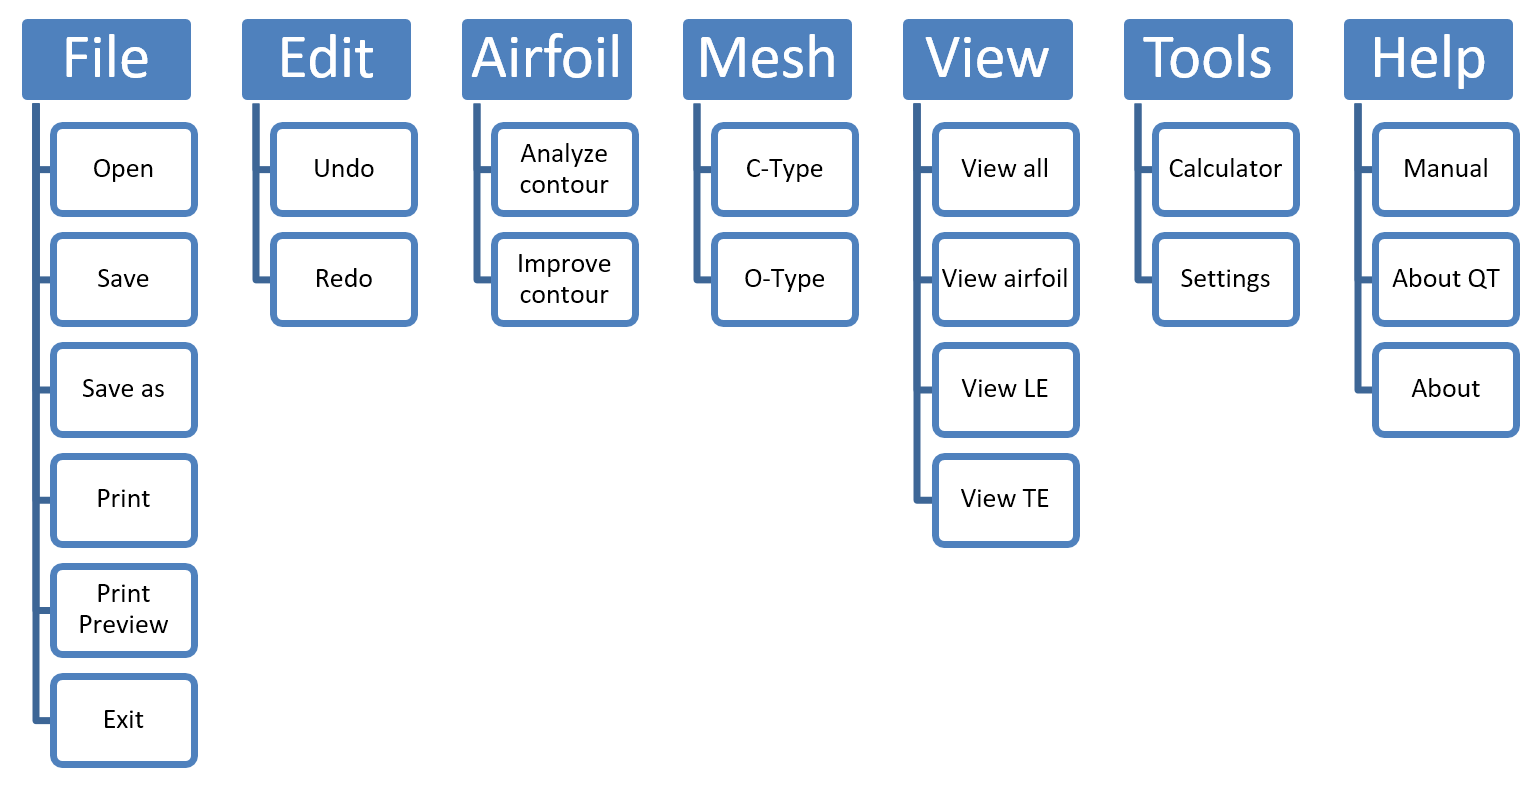 File
Open
Save
Save as
Print
Print
Preview
Exit
Edit
Undo
Redo
Airfoil
Analyze
contour
Improve
contour
Mesh
C-Type
O-Type
View
View all
View airfoil
View LE
View TE
Tools
Calculator
Settings
Help
Manual
About QT
About